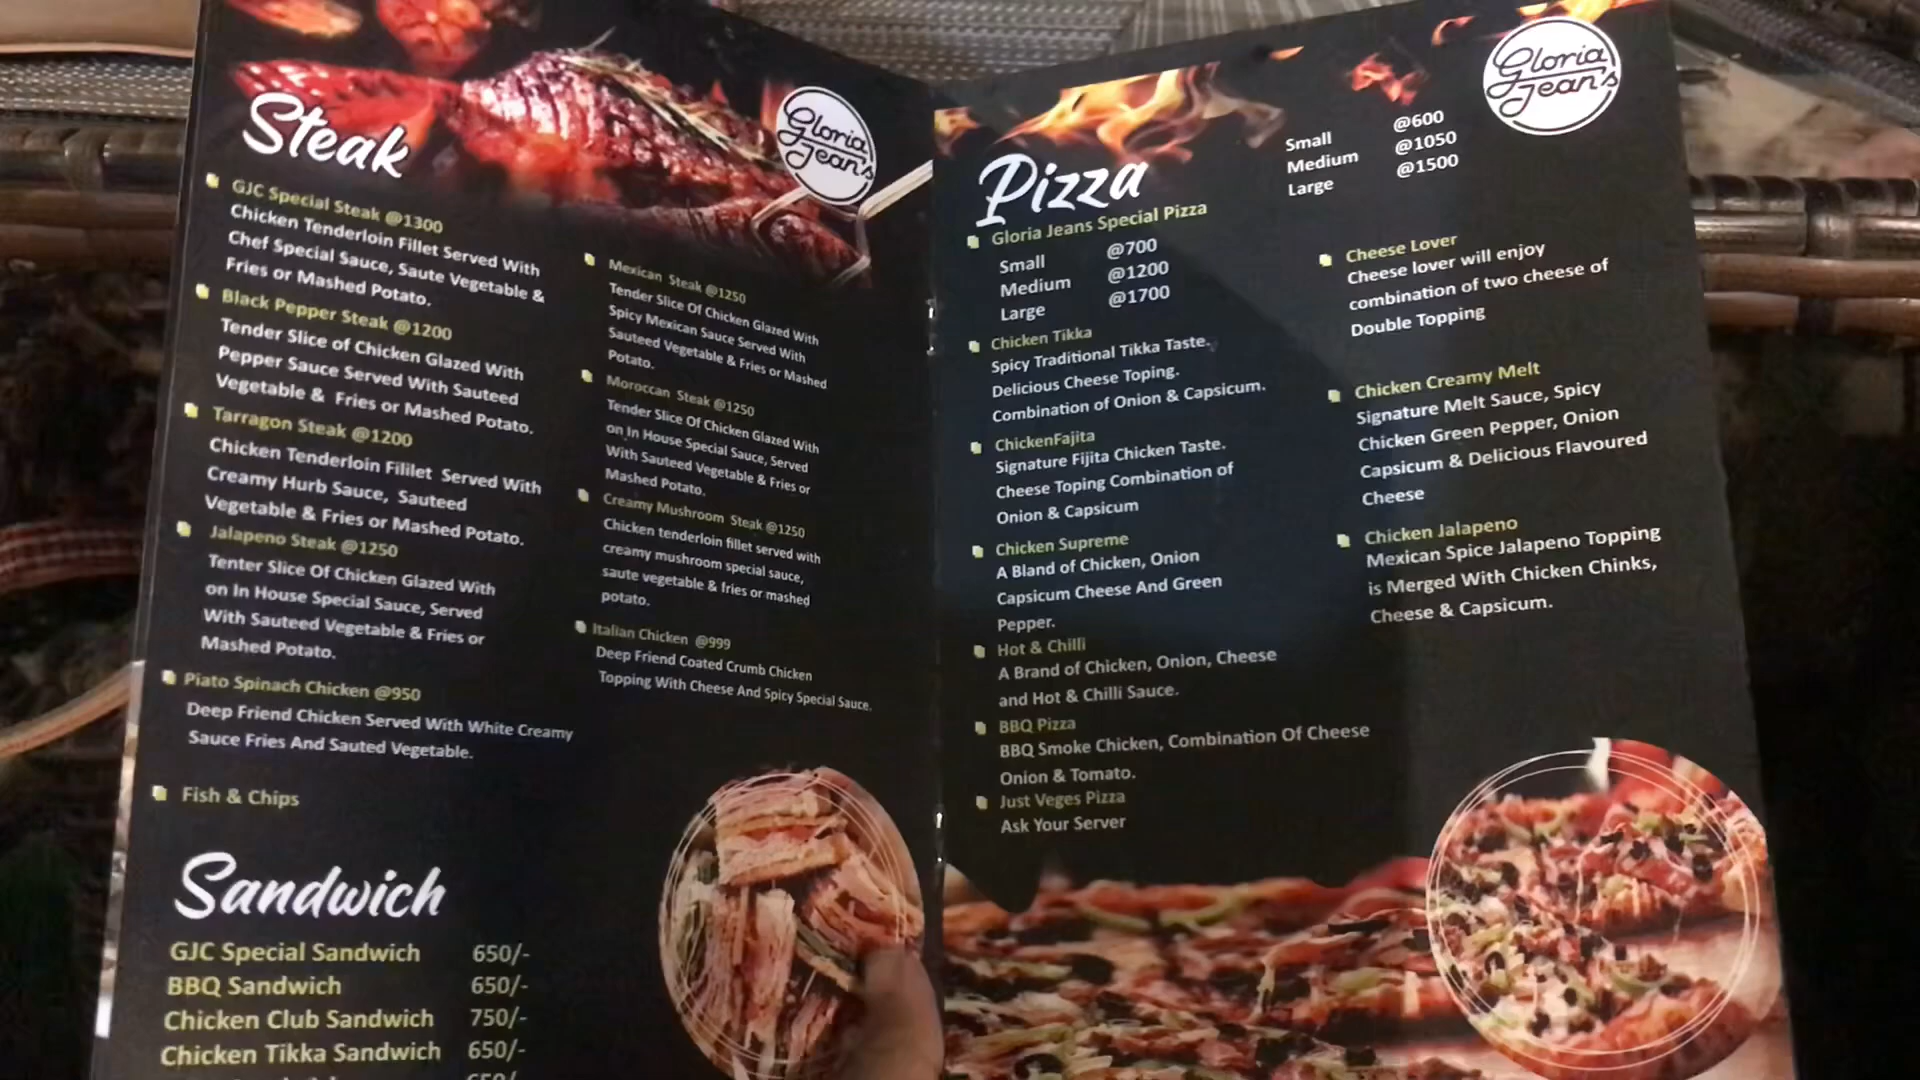 Steak
Gloria
Jean's
GJC Special Steak @1300
Chicken Tenderloin Fillet Served With
Chef Special Sauce, Saute Vegetable &
Fries or Mashed Potato.
Black Pepper Steak @1200
Tender Slice of Chicken Glazed With
Pepper Sauce Served With Sauteed
Vegetable & Fries or Mashed Potato.
Tarragon Steak @1200
Chicken Tenderloin Fililet Served With
Creamy Hurb Sauce, Sauteed
Vegetable & Fries or Mashed Potato.
Jalapeno Steak @1250
Tenter Slice Of Chicken Glazed With
on In House Special Sauce, Served
With Sauteed Vegetable & Fries or
Mashed Potato.
Piato Spinach Chicken @950
Deep Friend Chicken Served With White Creamy
Sauce Fries And Sauted Vegetable.
Fish & Chips
Mexican Steak @1250
Tender Slice Of Chicken Glazed With
Spicy Mexican Sauce Served With
Sauteed Vegetable & Fries or Mashed
Potato.
Moroccan Steak @1250
Tender Slice Of Chicken Glazed With
on In House Special Sauce, Served
With Sauteed Vegetable & Fries or
Mashed Potato.
Creamy Mushroom Steak @1250
Chicken tenderloin fillet served with
creamy mushroom special sauce,
saute vegetable & fries or mashed
potato.
Italian Chicken @999
Deep Friend Coated Crumb Chicken
Topping With Cheese And Spicy Special Sauce.
Sandwich
GJC Special Sandwich 650/-
BBQ Sandwich 650/-
Chicken Club Sandwich 750/-
Chicken Tikka Sandwich 650/-
Pizza
Small @600
Medium @1050
Large @1500
Gloria
Jean's
Gloria Jeans Special Pizza
Small @700
Medium @1200
Large @1700
Chicken Tikka
Spicy Traditional Tikka Taste.
Delicious Cheese Toping.
Combination of Onion & Capsicum.
ChickenFajita
Signature Fijita Chicken Taste.
Cheese Toping Combination of
Onion & Capsicum
Chicken Supreme
A Bland of Chicken, Onion
Capsicum Cheese And Green
Pepper.
Hot & Chilli
A Brand of Chicken, Onion, Cheese
and Hot & Chilli Sauce.
BBQ Pizza
BBQ Smoke Chicken, Combination Of Cheese
Onion & Tomato.
Just Veges Pizza
Ask Your Server
Cheese Lover
Cheese lover will enjoy
combination of two cheese of
Double Topping
Chicken Creamy Melt
Signature Melt Sauce, Spicy
Chicken Green Pepper, Onion
Capsicum & Delicious Flavoured
Cheese
Chicken Jalapeno
Mexican Spice Jalapeno Topping
is Merged With Chicken Chinks,
Cheese & Capsicum.